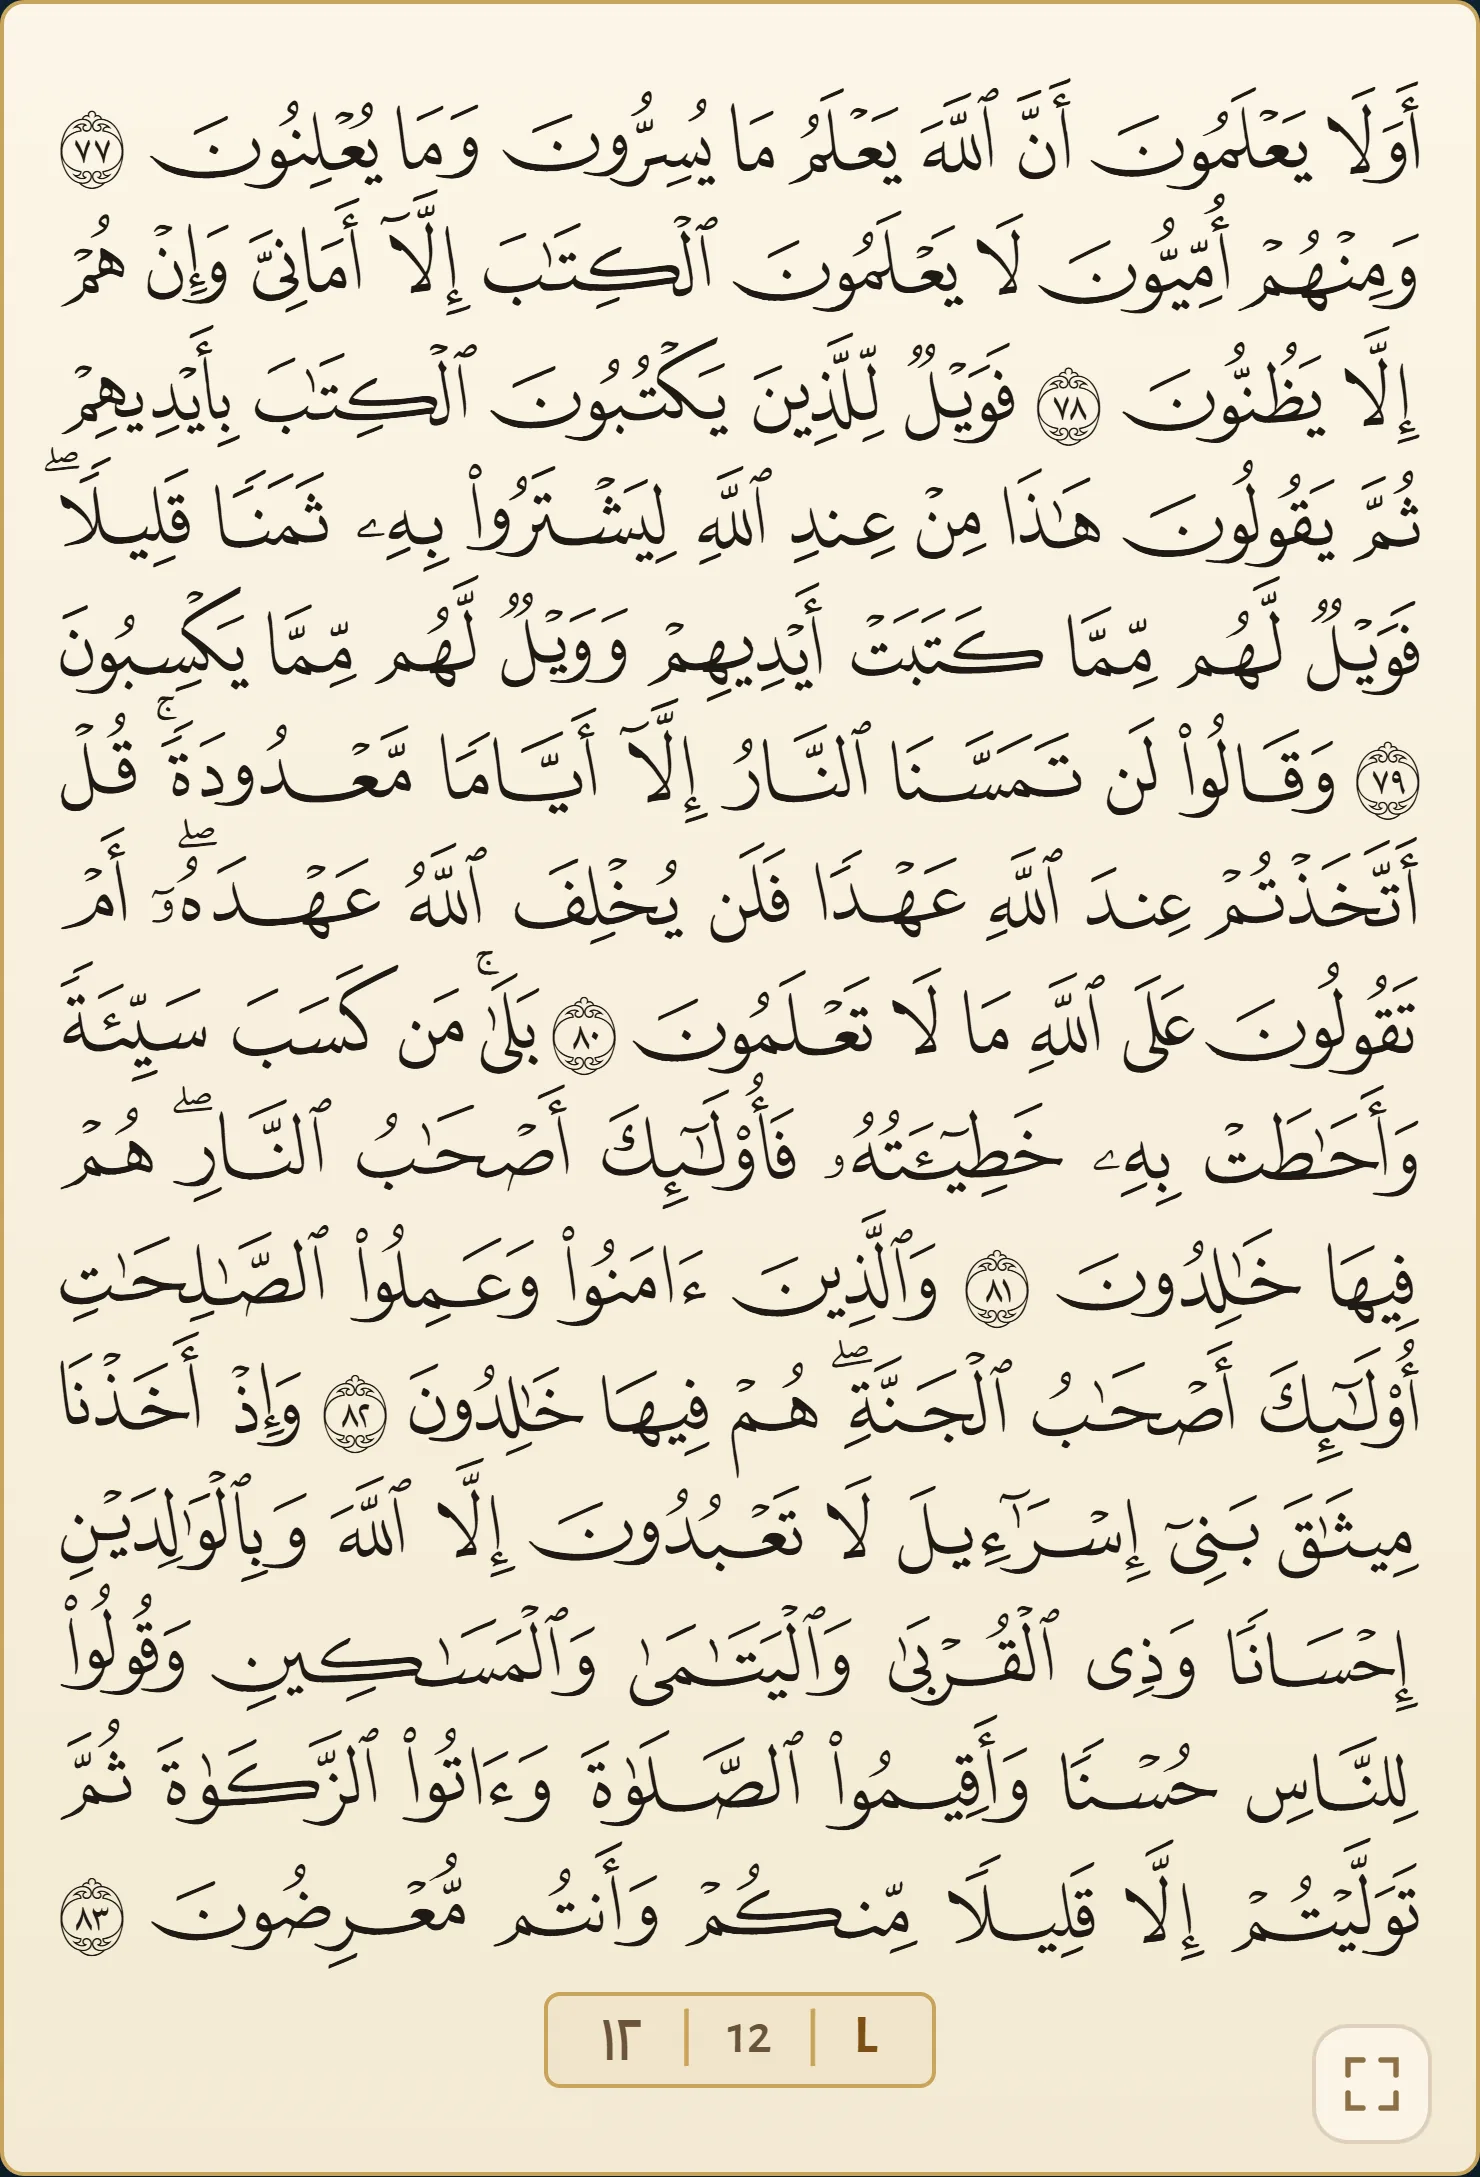 أَوَلَا يَعْلَمُونَ أَنَّ ٱللَّهَ يَعْلَمُ مَا يُسِرُّونَ وَمَا يُعْلِنُونَ ٧٧
وَمِنْهُمْ أُمِّيُّونَ لَا يَعْلَمُونَ ٱلْكِتَٰبَ إِلَّآ أَمَانِىَّ وَإِنْ هُمْ
إِلَّا يَظُنُّونَ ٧٨ فَوَيْلٌ لِّلَّذِينَ يَكْتُبُونَ ٱلْكِتَٰبَ بِأَيْدِيهِمْ
ثُمَّ يَقُولُونَ هَٰذَا مِنْ عِندِ ٱللَّهِ لِيَشْتَرُوا۟ بِهِۦ ثَمَنًا قَلِيلًا ۖ
فَوَيْلٌ لَّهُم مِّمَّا كَتَبَتْ أَيْدِيهِمْ وَوَيْلٌ لَّهُم مِّمَّا يَكْسِبُونَ
٧٩ وَقَالُوا۟ لَن تَمَسَّنَا ٱلنَّارُ إِلَّآ أَيَّامًا مَّعْدُودَةً ۚ قُلْ
أَتَّخَذْتُمْ عِندَ ٱللَّهِ عَهْدًا فَلَن يُخْلِفَ ٱللَّهُ عَهْدَهُۥٓ ۖ أَمْ
تَقُولُونَ عَلَى ٱللَّهِ مَا لَا تَعْلَمُونَ ٨٠ بَلَىٰ ۚ مَن كَسَبَ سَيِّئَةً
وَأَحَٰطَتْ بِهِۦ خَطِيٓـَٔتُهُۥ فَأُو۟لَٰٓئِكَ أَصْحَٰبُ ٱلنَّارِ ۖ هُمْ
فِيهَا خَٰلِدُونَ ٨١ وَٱلَّذِينَ ءَامَنُوا۟ وَعَمِلُوا۟ ٱلصَّٰلِحَٰتِ
أُو۟لَٰٓئِكَ أَصْحَٰبُ ٱلْجَنَّةِ ۖ هُمْ فِيهَا خَٰلِدُونَ ٨٢ وَإِذْ أَخَذْنَا
مِيثَٰقَ بَنِىٓ إِسْرَٰٓءِيلَ لَا تَعْبُدُونَ إِلَّا ٱللَّهَ وَبِٱلْوَٰلِدَيْنِ
إِحْسَانًا وَذِى ٱلْقُرْبَىٰ وَٱلْيَتَٰمَىٰ وَٱلْمَسَٰكِينِ وَقُولُوا۟
لِلنَّاسِ حُسْنًا وَأَقِيمُوا۟ ٱلصَّلَوٰةَ وَءَاتُوا۟ ٱلزَّكَوٰةَ ثُمَّ
تَوَلَّيْتُمْ إِلَّا قَلِيلًا مِّنكُمْ وَأَنتُم مُّعْرِضُونَ ٨٣
١٢ | 12 | L